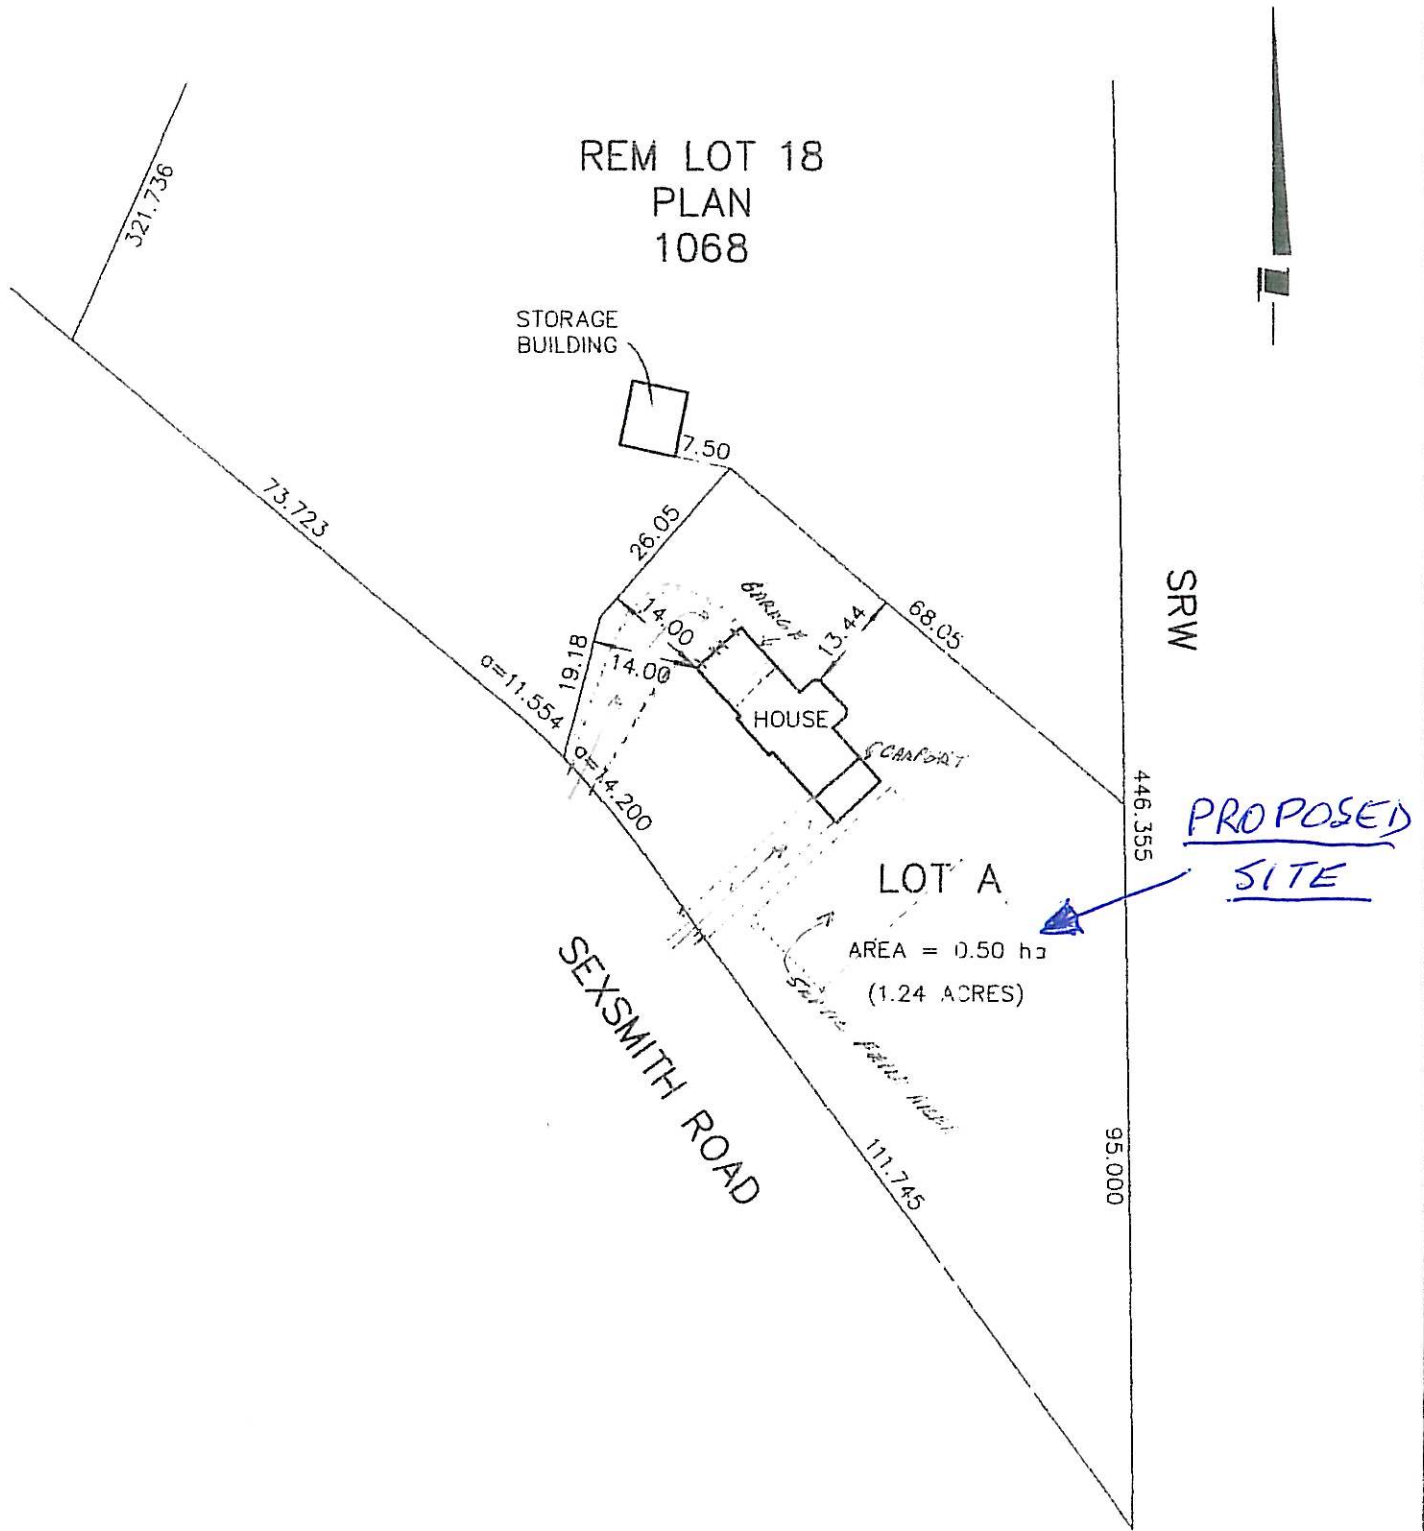 REM LOT 18
PLAN
1068
321.736
STORAGE
BUILDING
7.50
73.723
26.05
GARAGE
14.00
13.44
68.05
SRW
19.18
14.00
a=11.554
HOUSE
CARPORT
a=14.200
446.355
PROPOSED
SITE
LOT A
AREA = 0.50 ha
(1.24 ACRES)
SEXSMITH ROAD
111.745
95.000